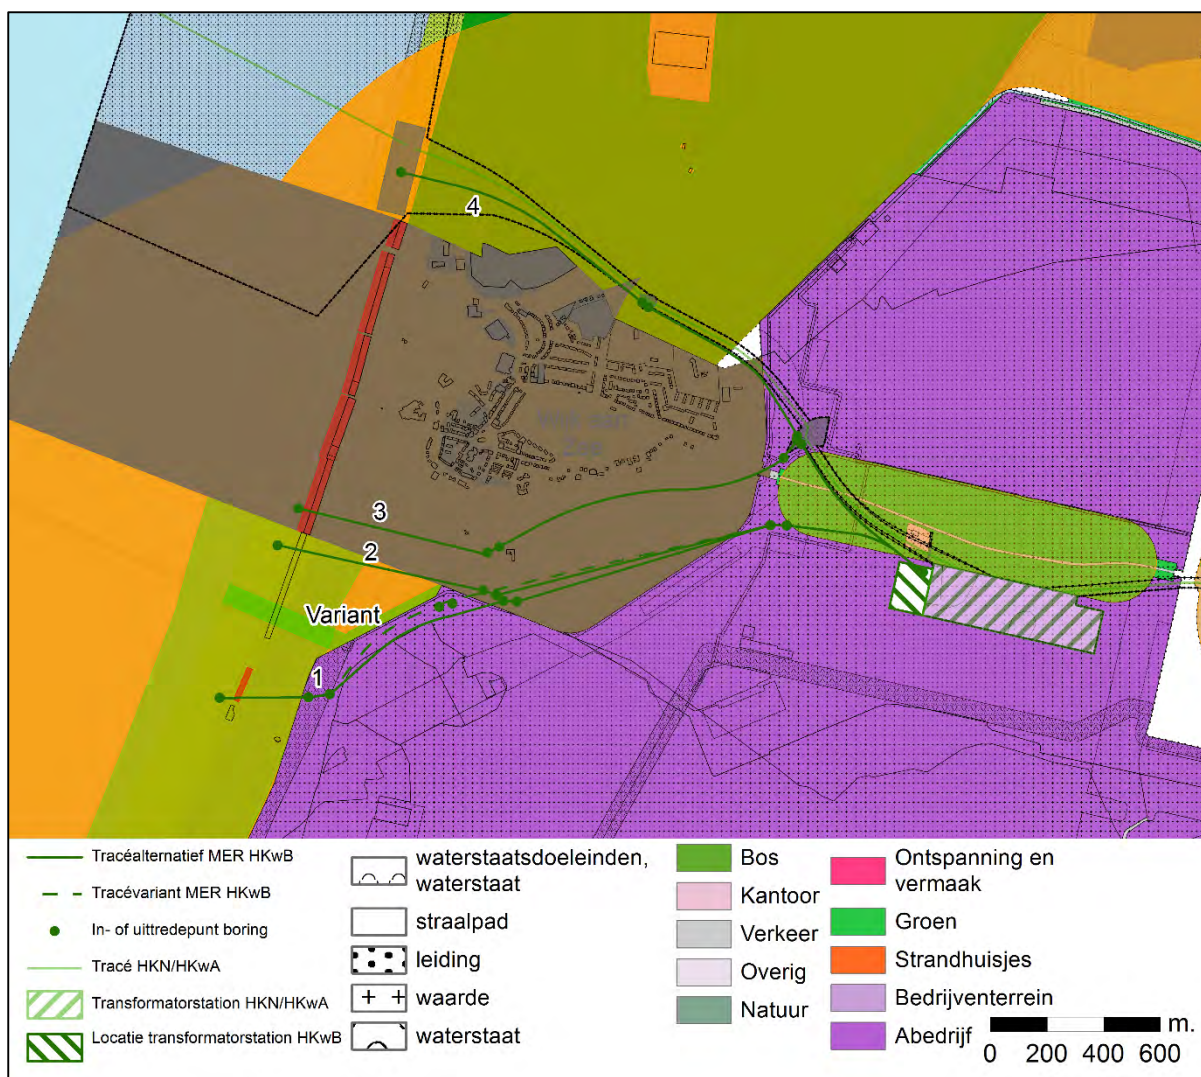 4
3
2
Variant
1
Tracéalternatief MER HKwB
Tracévariant MER HKwB
In- of uittredepunt boring
Tracé HKN/HKwA
Transformatorstation HKN/HKwA
Locatie transformatorstation HKwB
waterstaatsdoeleinden,
waterstaat
straalpad
leiding
waarde
waterstaat
Bos
Kantoor
Verkeer
Overig
Natuur
Ontspanning en
vermaak
Groen
Strandhuisjes
Bedrijventerrein
Abedrijf
m.
0 200 400 600